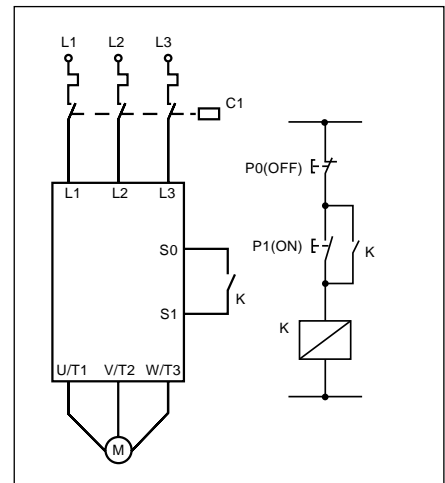 L1 L2 L3
C1
L1 L2 L3
S0
K
S1
U/T1 V/T2 W/T3
M
P0(OFF)
P1(ON)
K
K